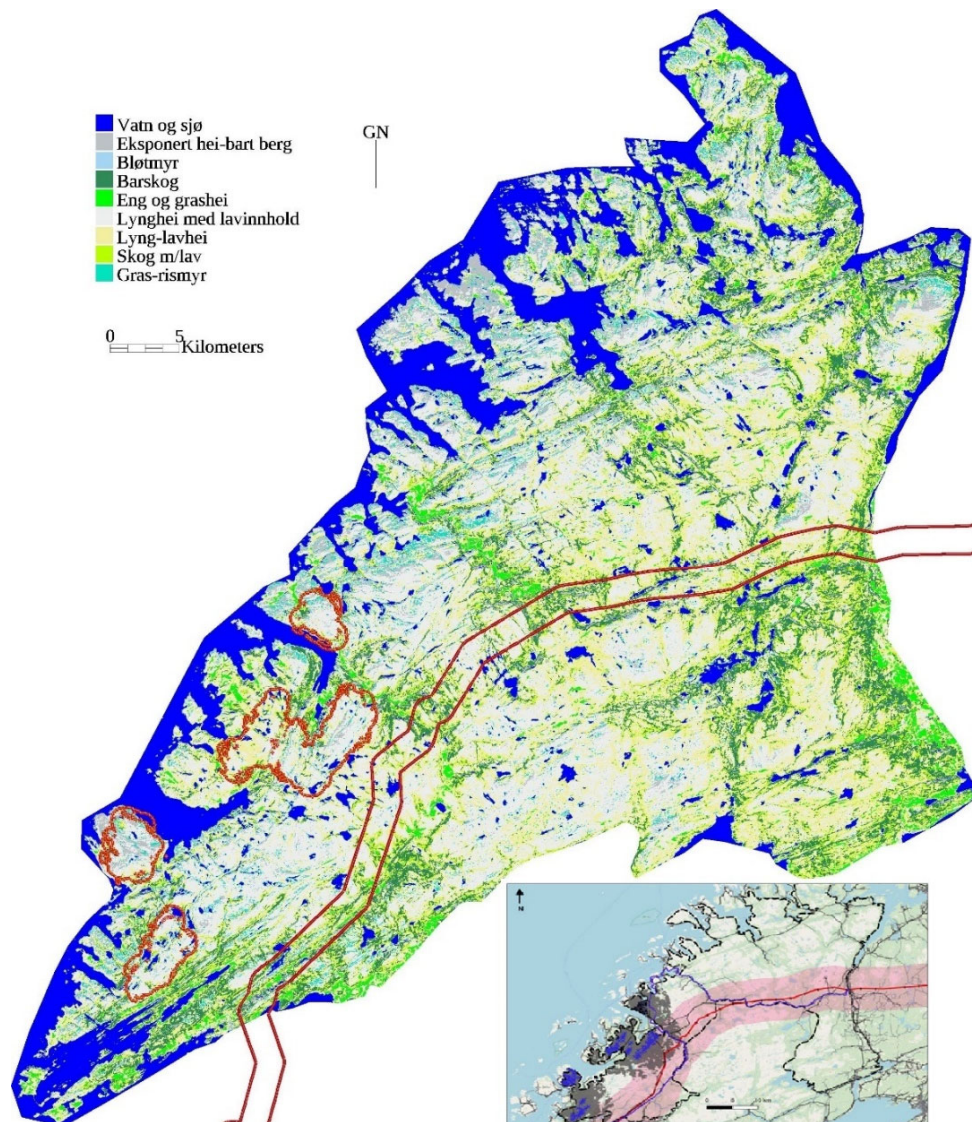 Vatn og sjø
Eksponert hei-bart berg
Bløtmyr
Barskog
Eng og grashei
Lynghei med lavinnhold
Lyng-lavhei
Skog m/lav
Gras-rismyr
GN
0 5
Kilometers
N